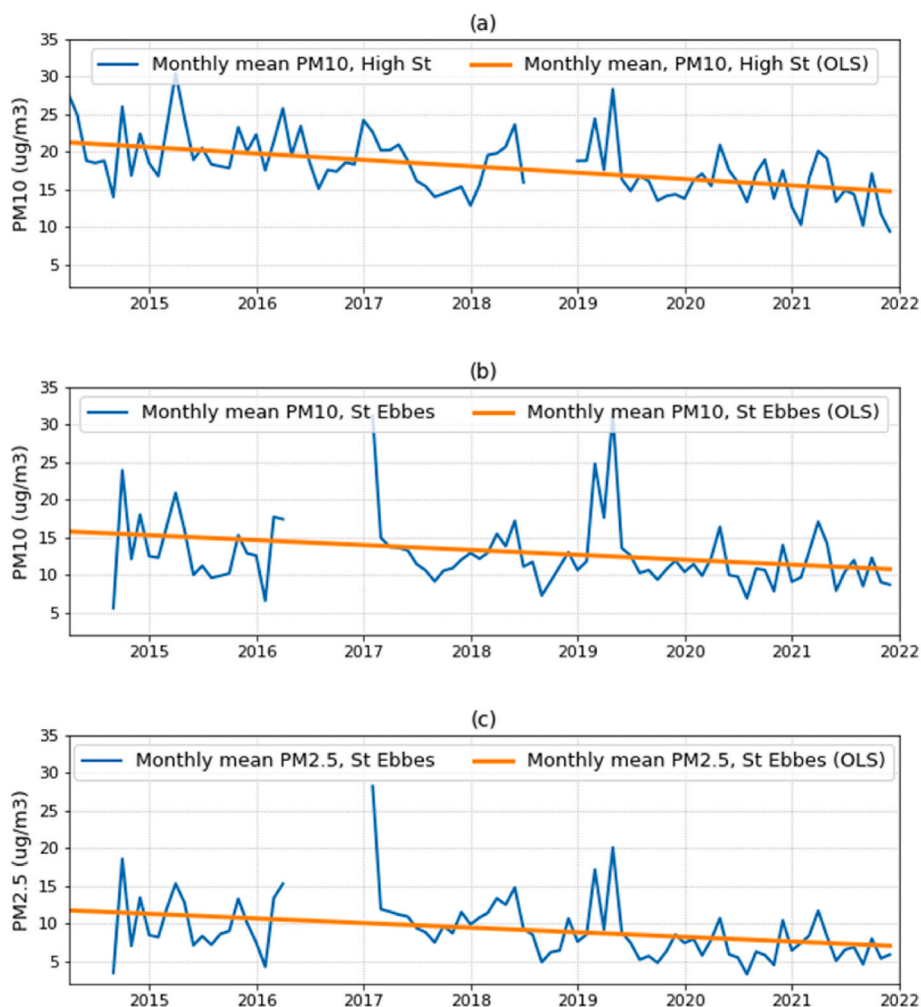 (a)
35
30
25
20
15
10
5
PM10 (ug/m3)
Monthly mean PM10, High St
Monthly mean, PM10, High St (OLS)
2015 2016 2017 2018 2019 2020 2021 2022
(b)
35
30
25
20
15
10
5
PM10 (ug/m3)
Monthly mean PM10, St Ebbes
Monthly mean PM10, St Ebbes (OLS)
2015 2016 2017 2018 2019 2020 2021 2022
(c)
35
30
25
20
15
10
5
PM2.5 (ug/m3)
Monthly mean PM2.5, St Ebbes
Monthly mean PM2.5, St Ebbes (OLS)
2015 2016 2017 2018 2019 2020 2021 2022